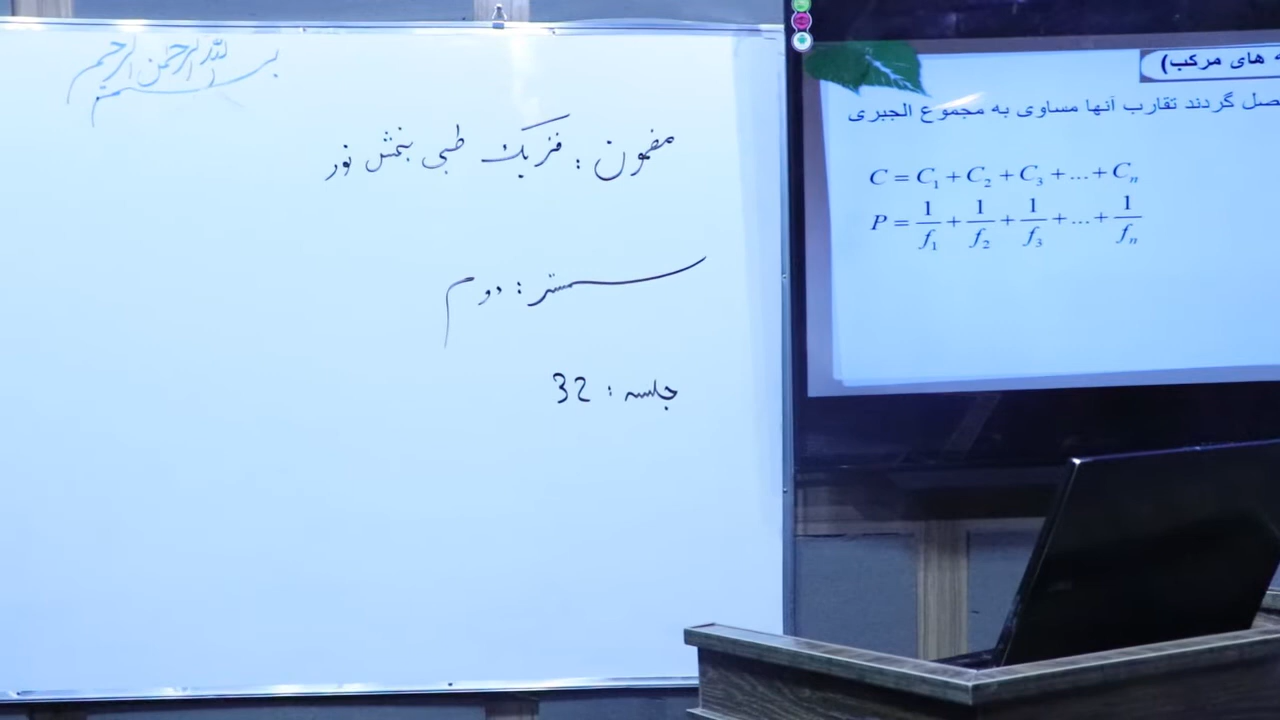 بسم الله الرحمن الرحیم
مضمون : فزیک طبی بخش نور
سمستر : دوم
جلسه : 32
ه های مرکب)
صل گردند تقارب آنها مساوی به مجموع الجبری
C = C₁ + C₂ + C₃ + ... + Cₙ
P = 1/f₁ + 1/f₂ + 1/f₃ + ... + 1/fₙ